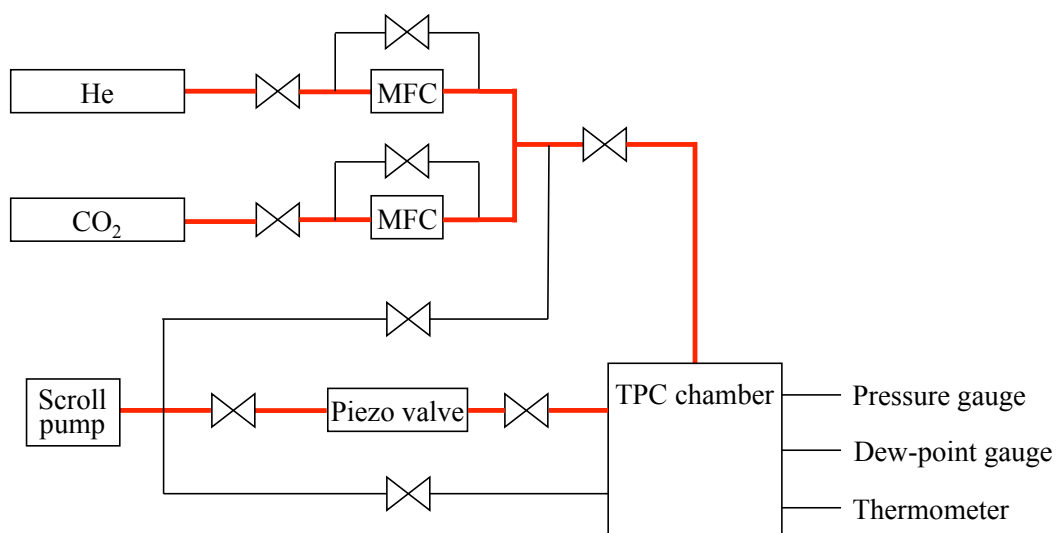 He
MFC
CO₂
MFC
Scroll
pump
Piezo valve
TPC chamber
Pressure gauge
Dew-point gauge
Thermometer